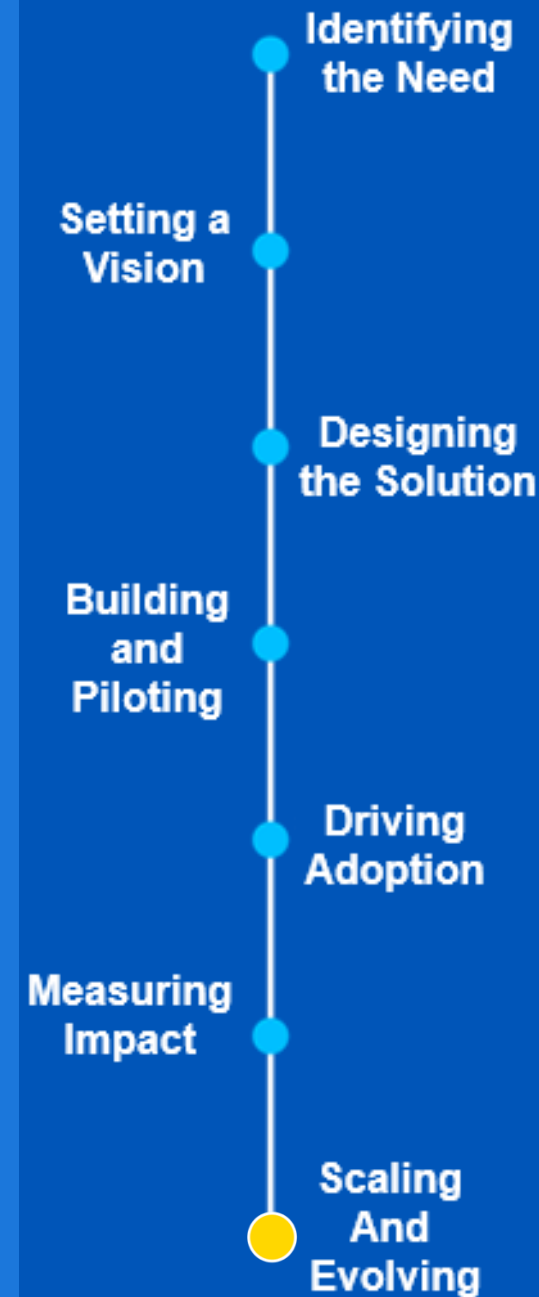 Identifying
the Need
Setting a
Vision
Designing
the Solution
Building
and
Piloting
Driving
Adoption
Measuring
Impact
Scaling
And
Evolving